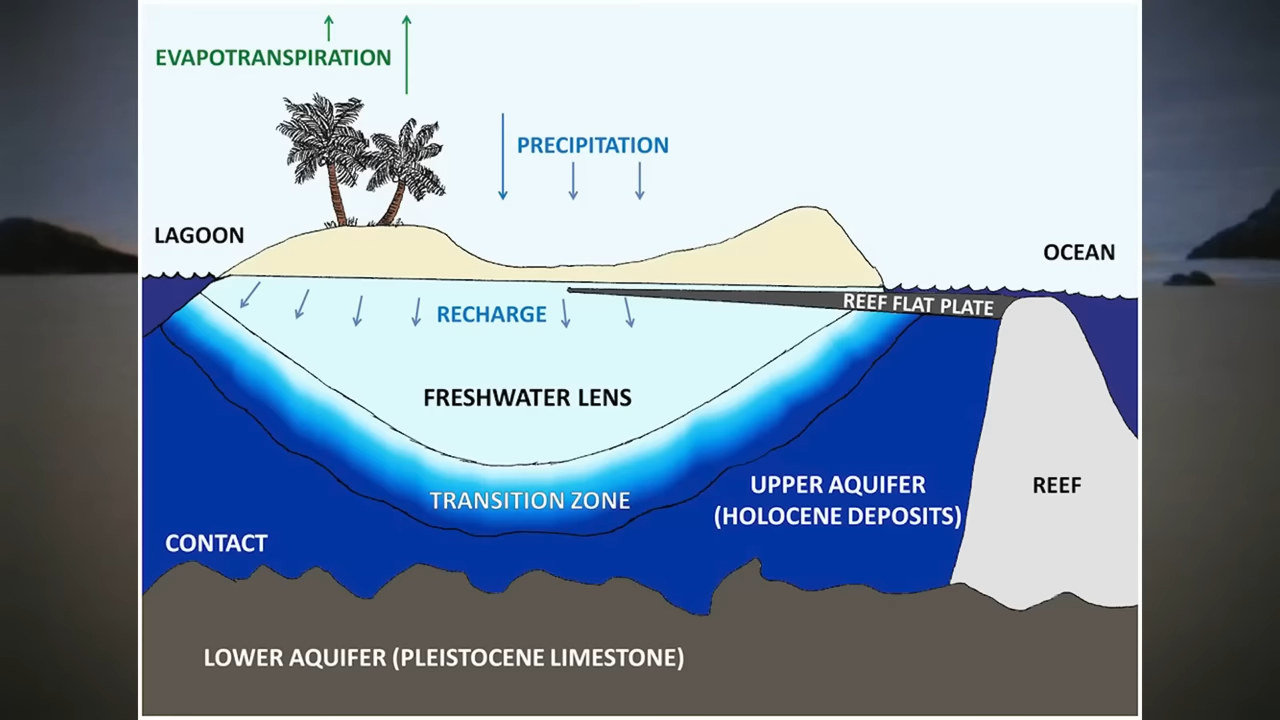 EVAPOTRANSPIRATION
PRECIPITATION
LAGOON
OCEAN
REEF FLAT PLATE
RECHARGE
FRESHWATER LENS
TRANSITION ZONE
UPPER AQUIFER
(HOLOCENE DEPOSITS)
REEF
CONTACT
LOWER AQUIFER (PLEISTOCENE LIMESTONE)